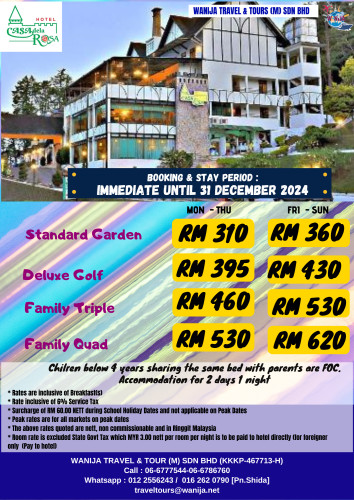 HOTEL
CASA dela ROSA
WANIJA TRAVEL & TOURS (M) SDN BHD
BOOKING & STAY PERIOD :
IMMEDIATE UNTIL 31 DECEMBER 2024
MON - THU FRI - SUN
Standard Garden RM 310 RM 360
Deluxe Golf RM 395 RM 430
Family Triple RM 460 RM 530
Family Quad RM 530 RM 620
Chilren below 4 years sharing the same bed with parents are FOC.
Accommodation for 2 days 1 night
* Rates are inclusive of Breakfast(s)
* Rate inclusive of 6% Service Tax
* Surcharge of RM 60.00 NETT during School Holiday Dates and not applicable on Peak Dates
* Peak rates are for all markets on peak dates
* The above rates quoted are nett, non commissionable and in Ringgit Malaysia
* Room rate is excluded State Govt Tax which MYR 3.00 nett per room per night is to be paid to hotel directly (for foreigner
only (Pay to hotel)
WANIJA TRAVEL & TOURS (M) SDN BHD (KKKP-467713-H)
Call : 06-6777544-06-6786760
Whatsapp : 012 2556243 / 016 262 0790 [Pn.Shida]
traveltours@wanija.net